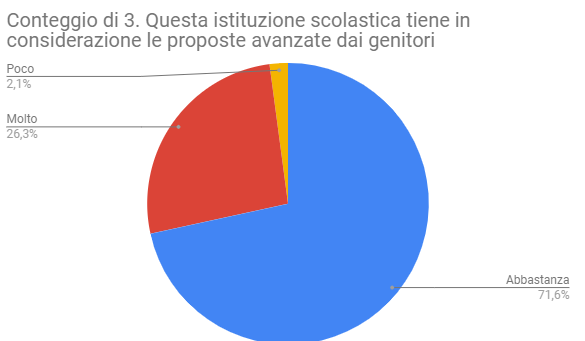 Conteggio di 3. Questa istituzione scolastica tiene in
considerazione le proposte avanzate dai genitori
Poco
2,1%
Molto
26,3%
Abbastanza
71,6%